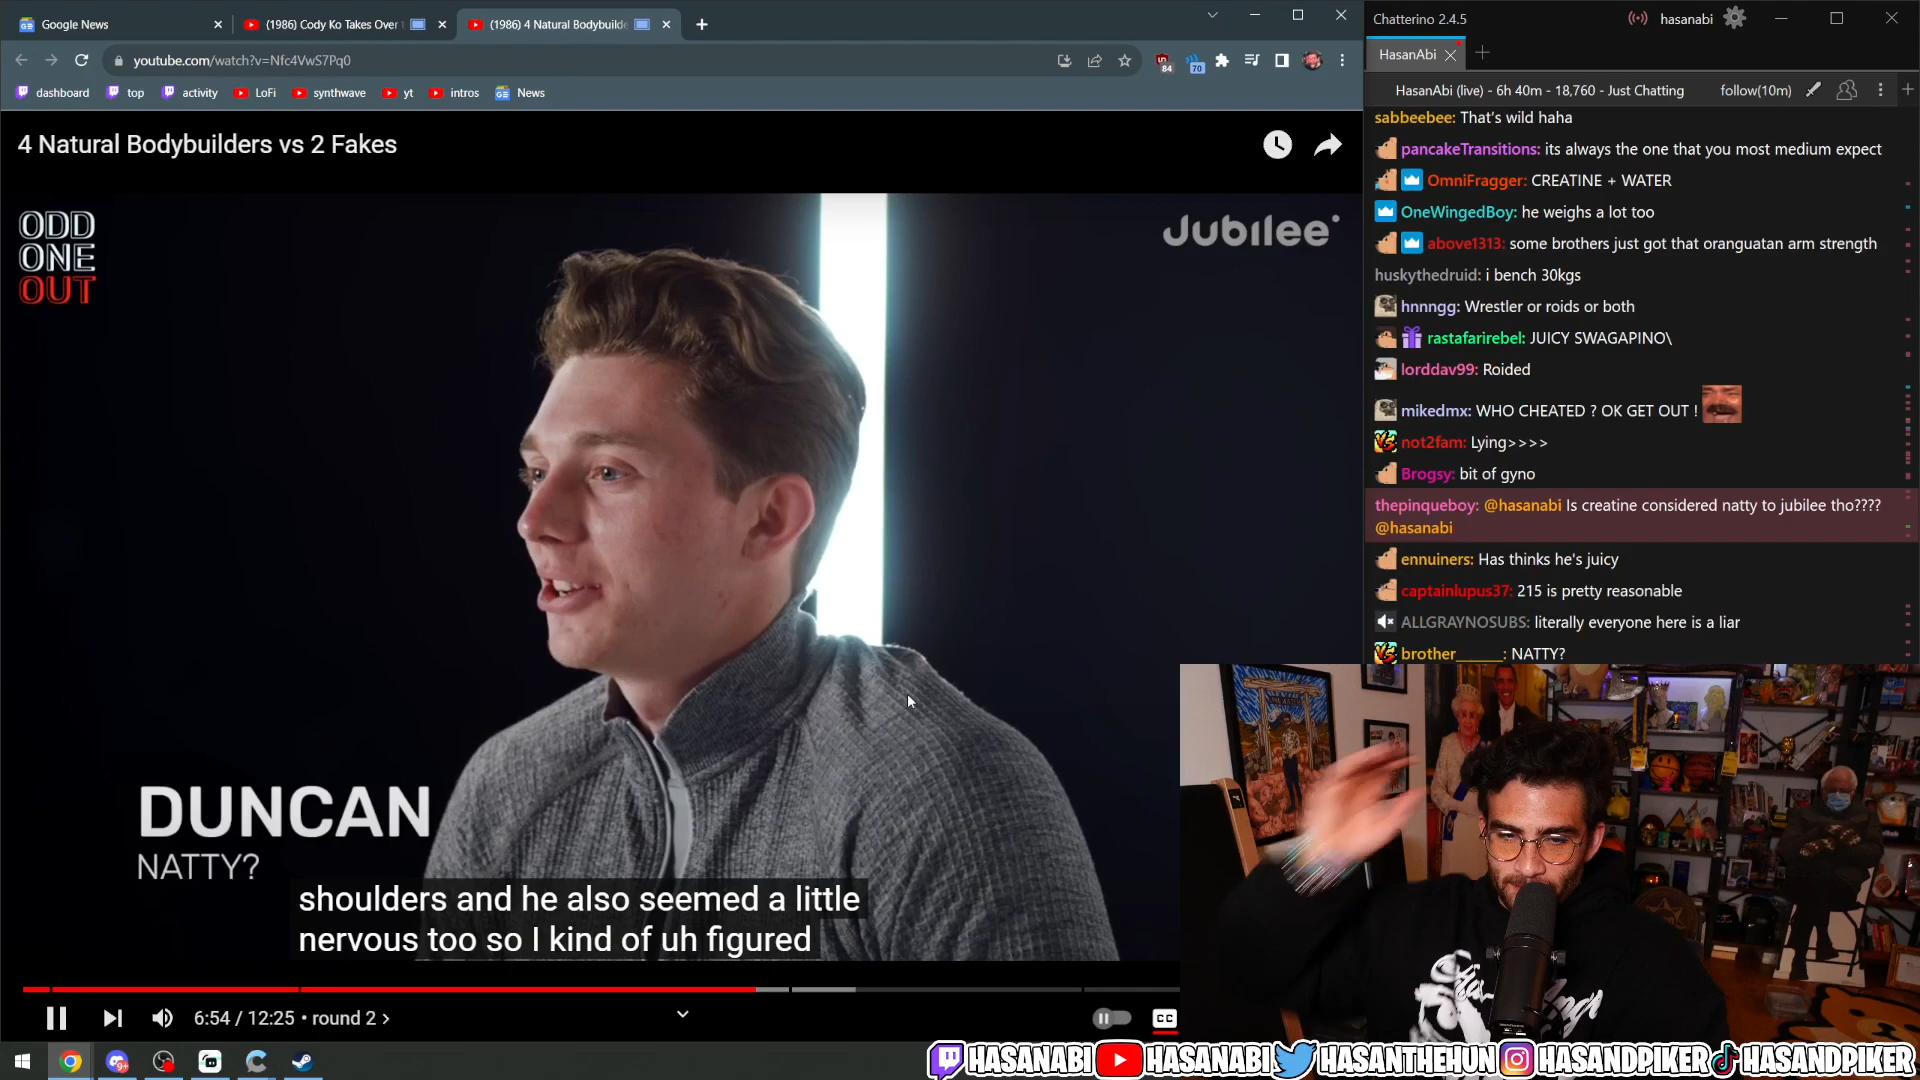 Google News
(1986) Cody Ko Takes Over
(1986) 4 Natural Bodybuilde
youtube.com/watch?v=Nfc4VwS7Pq0
84
70
dashboard
top
activity
LoFi
synthwave
yt
intros
News
4 Natural Bodybuilders vs 2 Fakes
ODD
ONE
OUT
Jubilee
DUNCAN
NATTY?
shoulders and he also seemed a little
nervous too so I kind of uh figured
6:54 / 12:25 • round 2 >
CC
Chatterino 2.4.5
hasanabi
HasanAbi
HasanAbi (live) - 6h 40m - 18,760 - Just Chatting
follow(10m)
sabbeebee: That's wild haha
pancakeTransitions: its always the one that you most medium expect
OmniFragger: CREATINE + WATER
OneWingedBoy: he weighs a lot too
above1313: some brothers just got that oranguatan arm strength
huskythedruid: i bench 30kgs
hnnngg: Wrestler or roids or both
rastafarirebel: JUICY SWAGAPINO\
lorddav99: Roided
mikedmx: WHO CHEATED ? OK GET OUT !
not2fam: Lying>>>>
Brogsy: bit of gyno
thepinqueboy: @hasanabi Is creatine considered natty to jubilee tho????
@hasanabi
ennuiners: Has thinks he's juicy
captainlupus37: 215 is pretty reasonable
ALLGRAYNOSUBS: literally everyone here is a liar
brother______: NATTY?
HASANABI
HASANABI
HASANTHEHUN
HASANDPIKER
HASANDPIKER